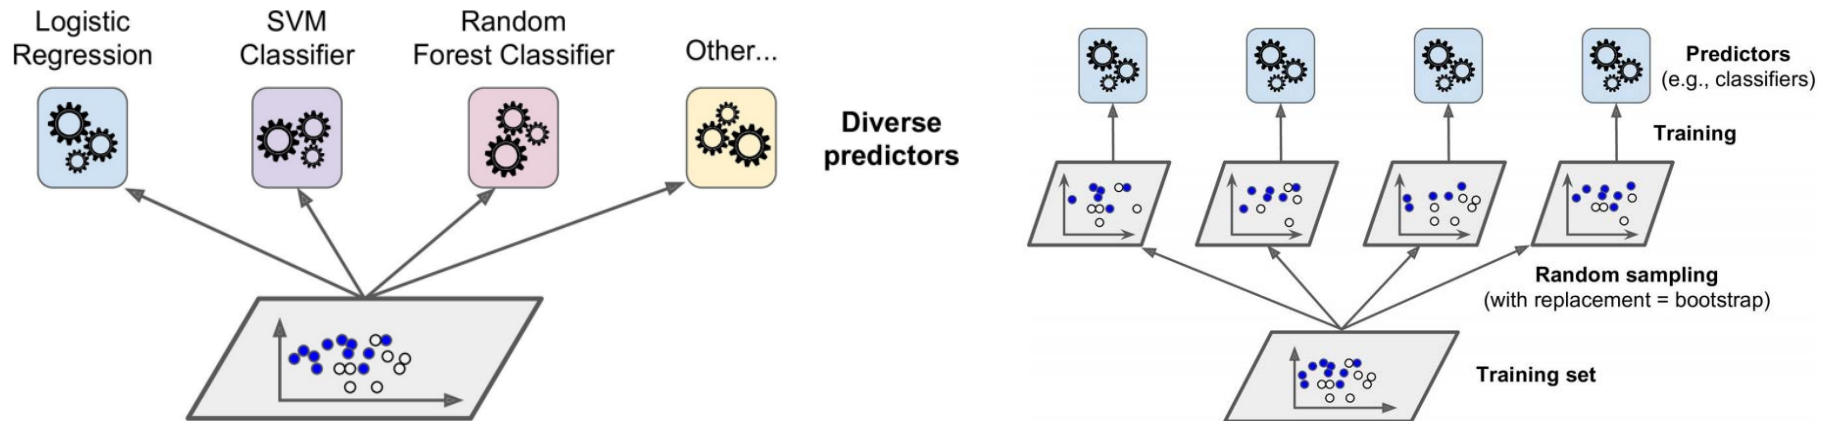 Logistic
Regression
SVM
Classifier
Random
Forest Classifier
Other...
Diverse
predictors
Predictors
(e.g., classifiers)
Training
Random sampling
(with replacement = bootstrap)
Training set